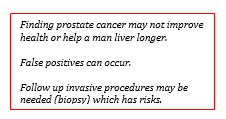 Finding prostate cancer may not improve
health or help a man liver longer.
False positives can occur.
Follow up invasive procedures may be
needed (biopsy) which has risks.